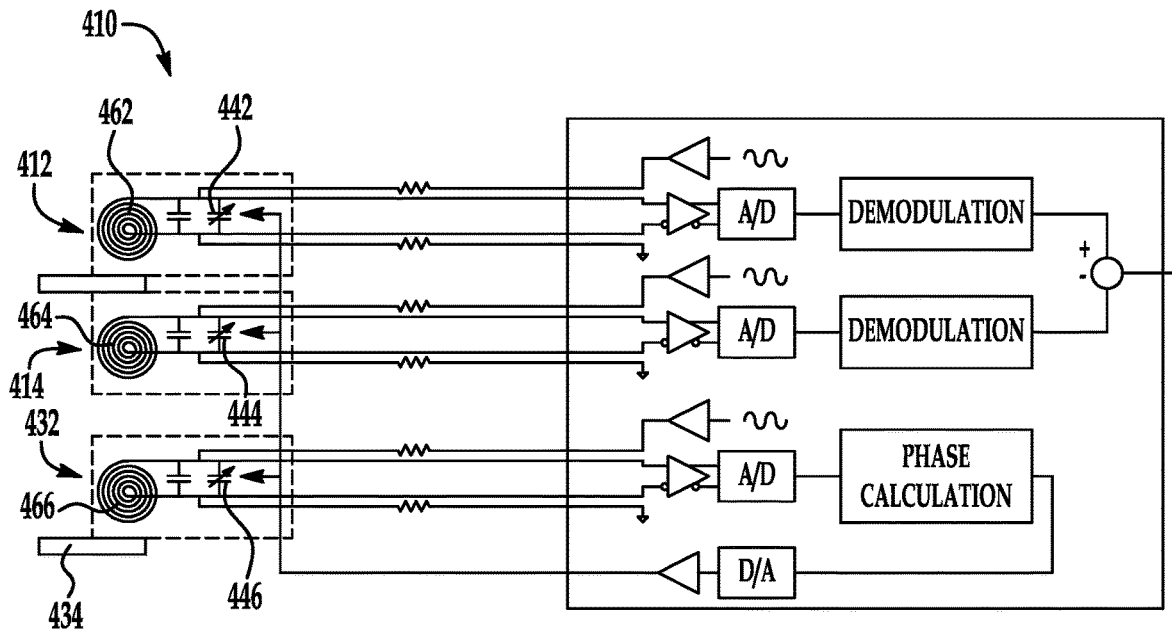 410
462
442
412
A/D
DEMODULATION
+
-
464
414
444
A/D
DEMODULATION
432
466
446
434
A/D
PHASE
CALCULATION
D/A